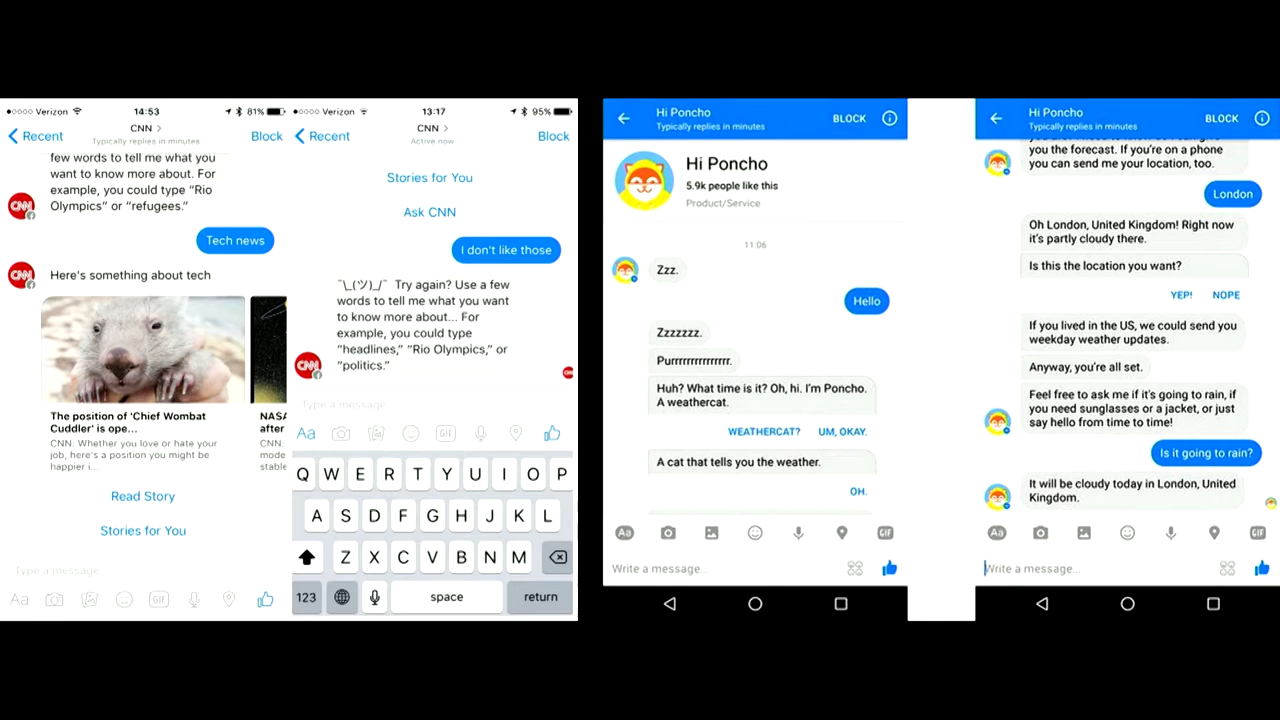 Verizon 14:53 81%
Recent CNN Block
Typically replies in minutes
few words to tell me what you
want to know more about. For
example, you could type “Rio
Olympics” or “refugees.”
CNN
Tech news
CNN
Here's something about tech
The position of 'Chief Wombat
Cuddler' is ope...
CNN: Whether you love or hate your
job, here's a position you might be
happier i...
NASA
after
CNN:
mode
stable
Read Story
Stories for You
Type a message...
Aa GIF
Verizon 13:17 95%
Recent CNN Block
Active now
Stories for You
Ask CNN
I don't like those
¯\_(ツ)_/¯ Try again? Use a few
words to tell me what you want
to know more about... For
example, you could type
“headlines,” “Rio Olympics,” or
“politics.”
CNN
CNN
Type a message...
Aa GIF
Q W E R T Y U I O P
A S D F G H J K L
Z X C V B N M
123 space return
Hi Poncho BLOCK
Typically replies in minutes
Hi Poncho
5.9k people like this
Product/Service
11:06
Zzz.
Hello
Zzzzzzz.
Purrrrrrrrrrrrrrr.
Huh? What time is it? Oh, hi. I'm Poncho.
A weathercat.
WEATHERCAT? UM, OKAY.
A cat that tells you the weather.
OH.
Aa GIF
Write a message...
Hi Poncho BLOCK
Typically replies in minutes
you the forecast. If you're on a phone
you can send me your location, too.
London
Oh London, United Kingdom! Right now
it's partly cloudy there.
Is this the location you want?
YEP! NOPE
If you lived in the US, we could send you
weekday weather updates.
Anyway, you're all set.
Feel free to ask me if it's going to rain, if
you need sunglasses or a jacket, or just
say hello from time to time!
Is it going to rain?
It will be cloudy today in London, United
Kingdom.
Aa GIF
Write a message...